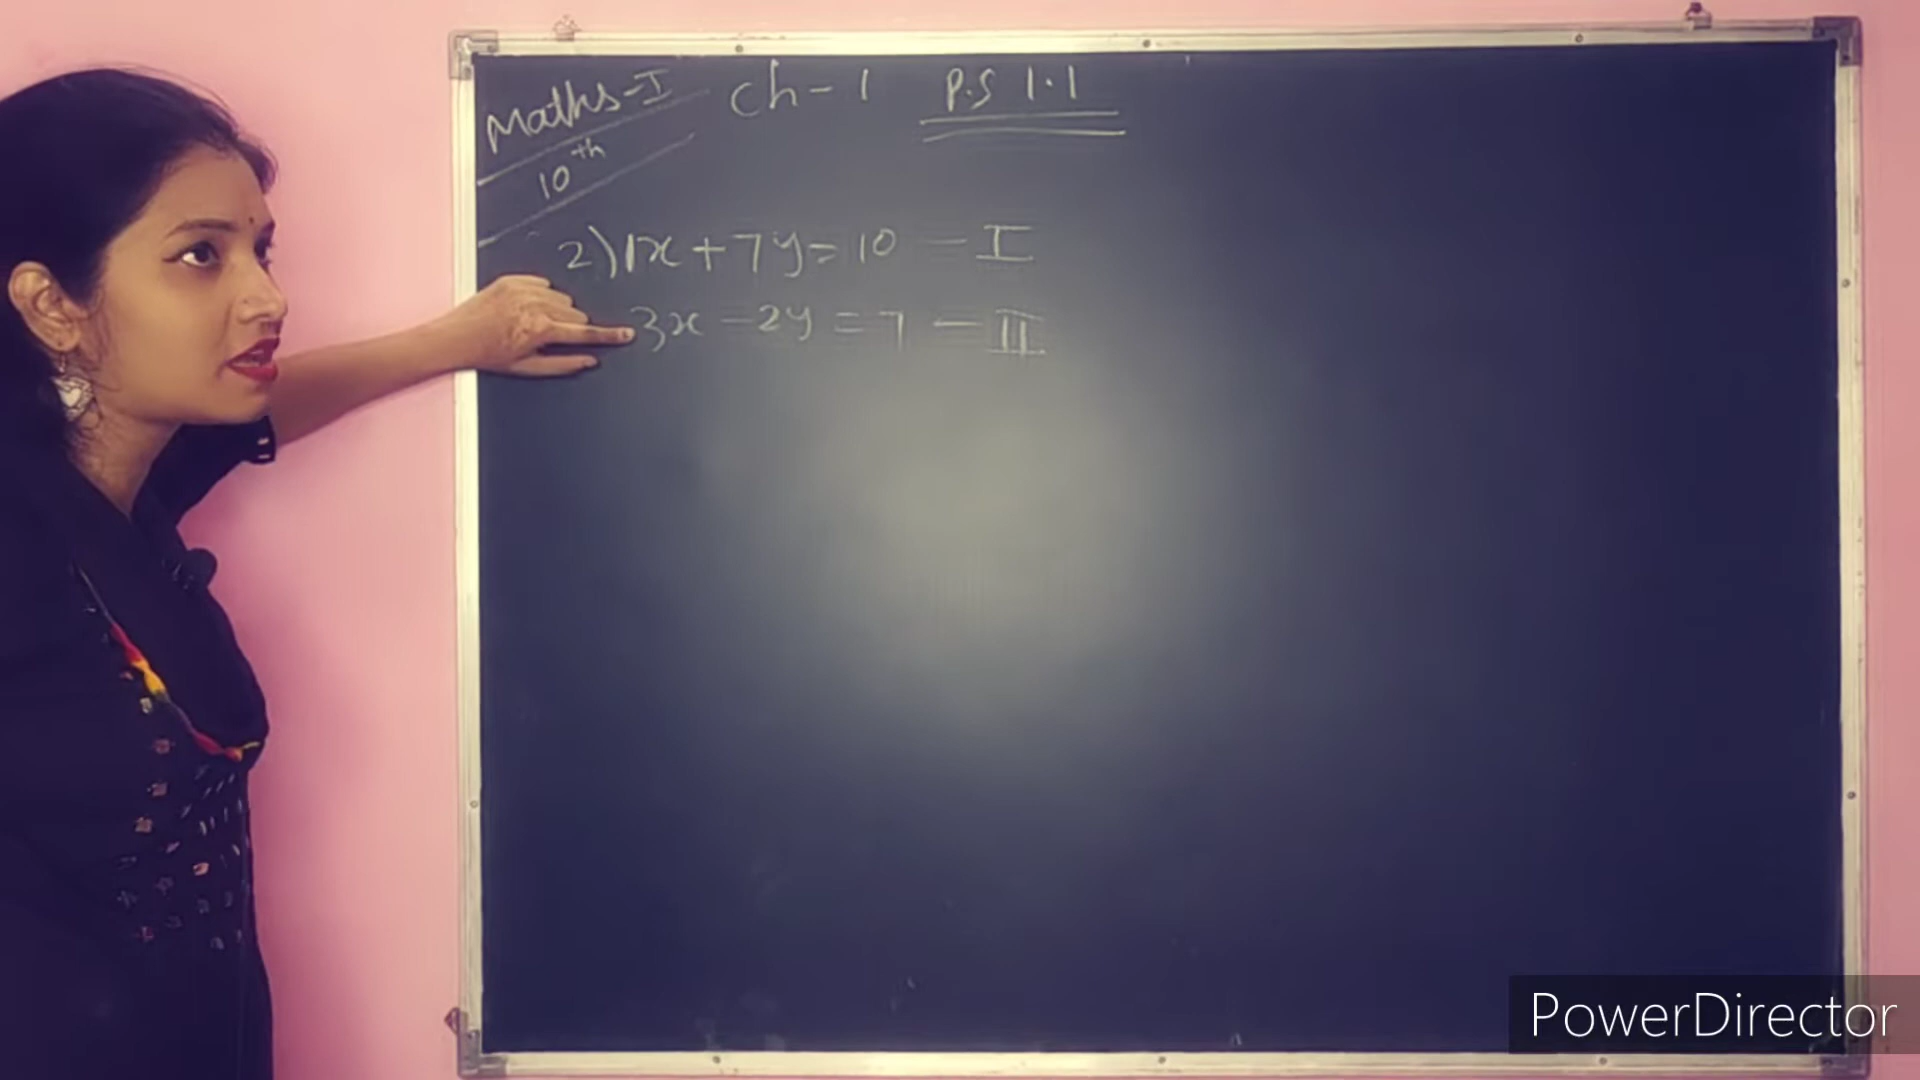 Maths-I Ch-1 P.S 1.1
10th
2) 1x + 7y = 10 — I
3x - 2y = 7 — II
PowerDirector